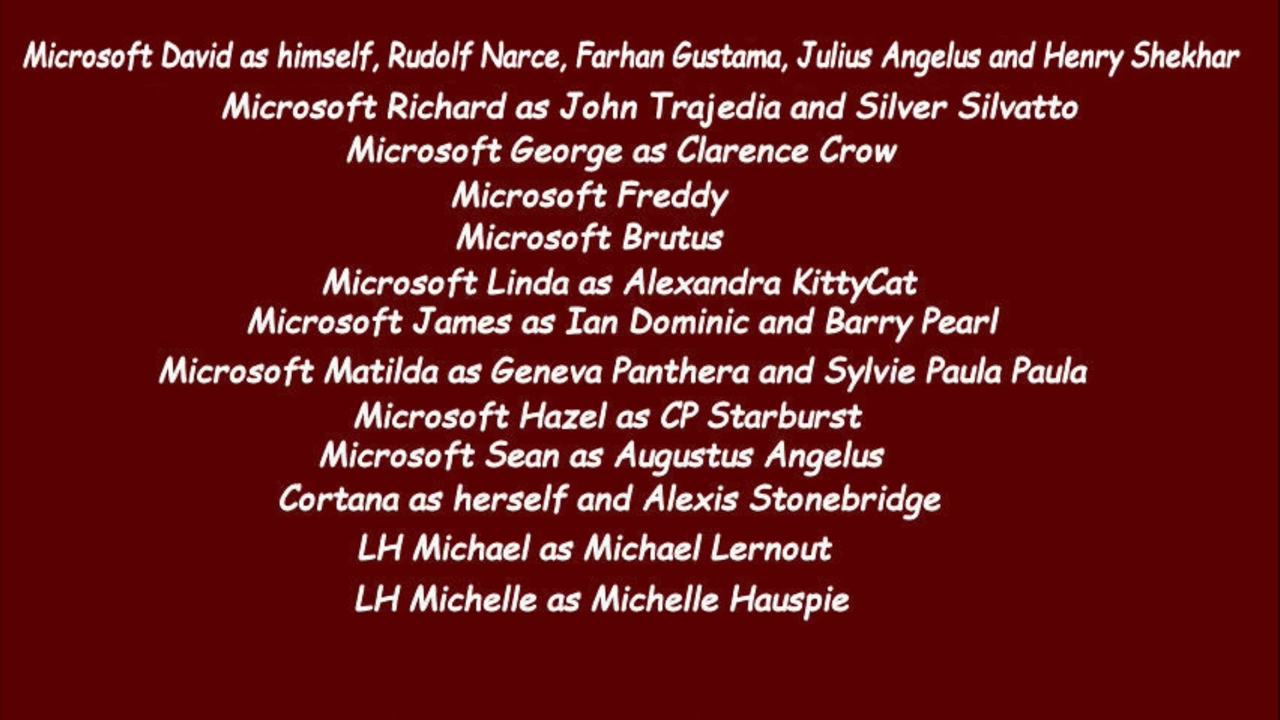 Microsoft David as himself, Rudolf Narce, Farhan Gustama, Julius Angelus and Henry Shekhar
Microsoft Richard as John Trajedia and Silver Silvatto
Microsoft George as Clarence Crow
Microsoft Freddy
Microsoft Brutus
Microsoft Linda as Alexandra KittyCat
Microsoft James as Ian Dominic and Barry Pearl
Microsoft Matilda as Geneva Panthera and Sylvie Paula Paula
Microsoft Hazel as CP Starburst
Microsoft Sean as Augustus Angelus
Cortana as herself and Alexis Stonebridge
LH Michael as Michael Lernout
LH Michelle as Michelle Hauspie